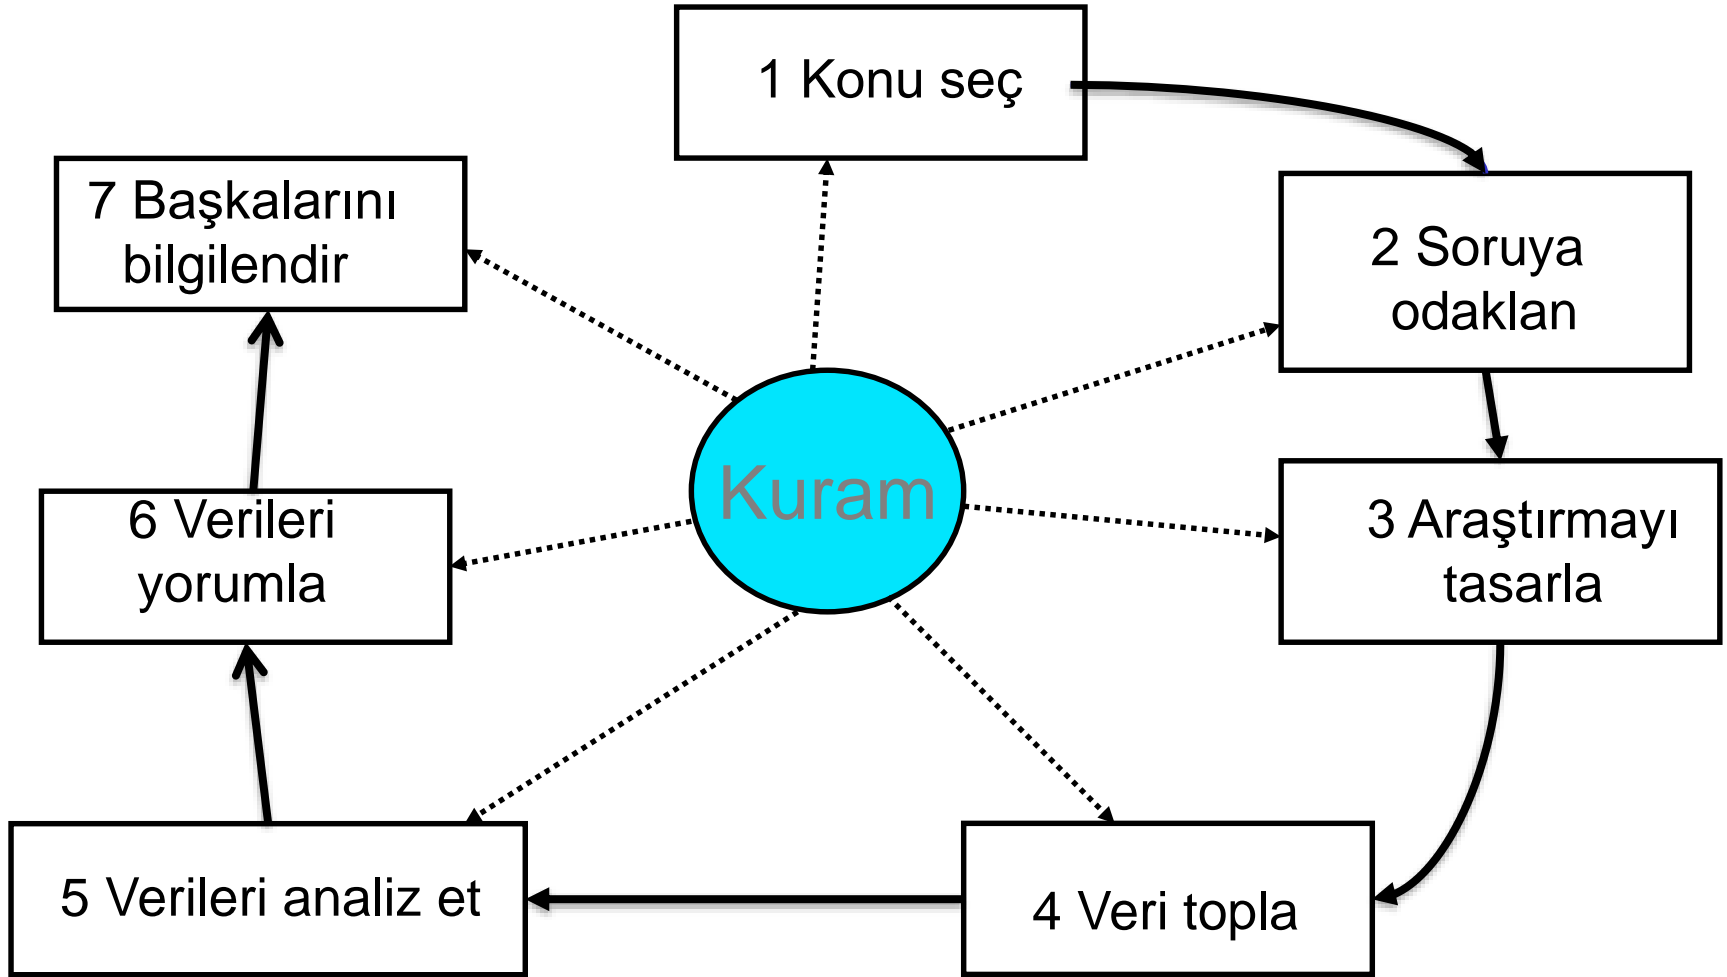 1 Konu seç
2 Soruya
odaklan
3 Araştırmayı
tasarla
4 Veri topla
5 Verileri analiz et
6 Verileri
yorumla
7 Başkalarını
bilgilendir
Kuram